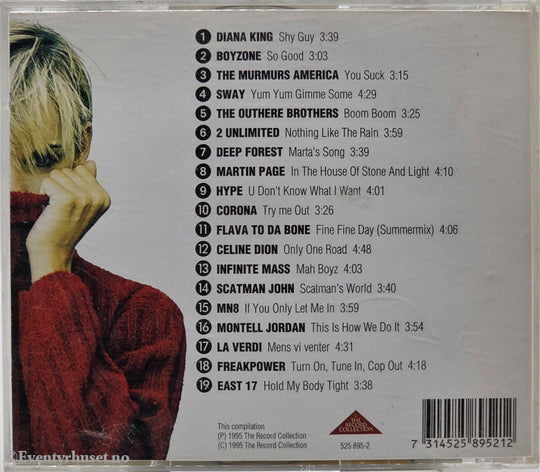 1 DIANA KING Shy Guy 3:39
2 BOYZONE So Good 3:03
3 THE MURMURS AMERICA You Suck 3:15
4 SWAY Yum Yum Gimme Some 4:29
5 THE OUTHERE BROTHERS Boom Boom 3:25
6 2 UNLIMITED Nothing Like The Rain 3:59
7 DEEP FOREST Marta's Song 3:39
8 MARTIN PAGE In The House Of Stone And Light 4:10
9 HYPE U Don't Know What I Want 4:01
10 CORONA Try me Out 3:26
11 FLAVA TO DA BONE Fine Fine Day (Summermix) 4:06
12 CELINE DION Only One Road 4:48
13 INFINITE MASS Mah Boyz 4:03
14 SCATMAN JOHN Scatman's World 3:40
15 MN8 If You Only Let Me In 3:59
16 MONTELL JORDAN This Is How We Do It 3:54
17 LA VERDI Mens vi venter 4:31
18 FREAKPOWER Turn On, Tune In, Cop Out 4:18
19 EAST 17 Hold My Body Tight 3:38
This compilation
(P) 1995 The Record Collection
(C) 1995 The Record Collection
THE
RECORD
COLLECTION
525 895-2
7 314525 895212
©Eventyrhuset.no